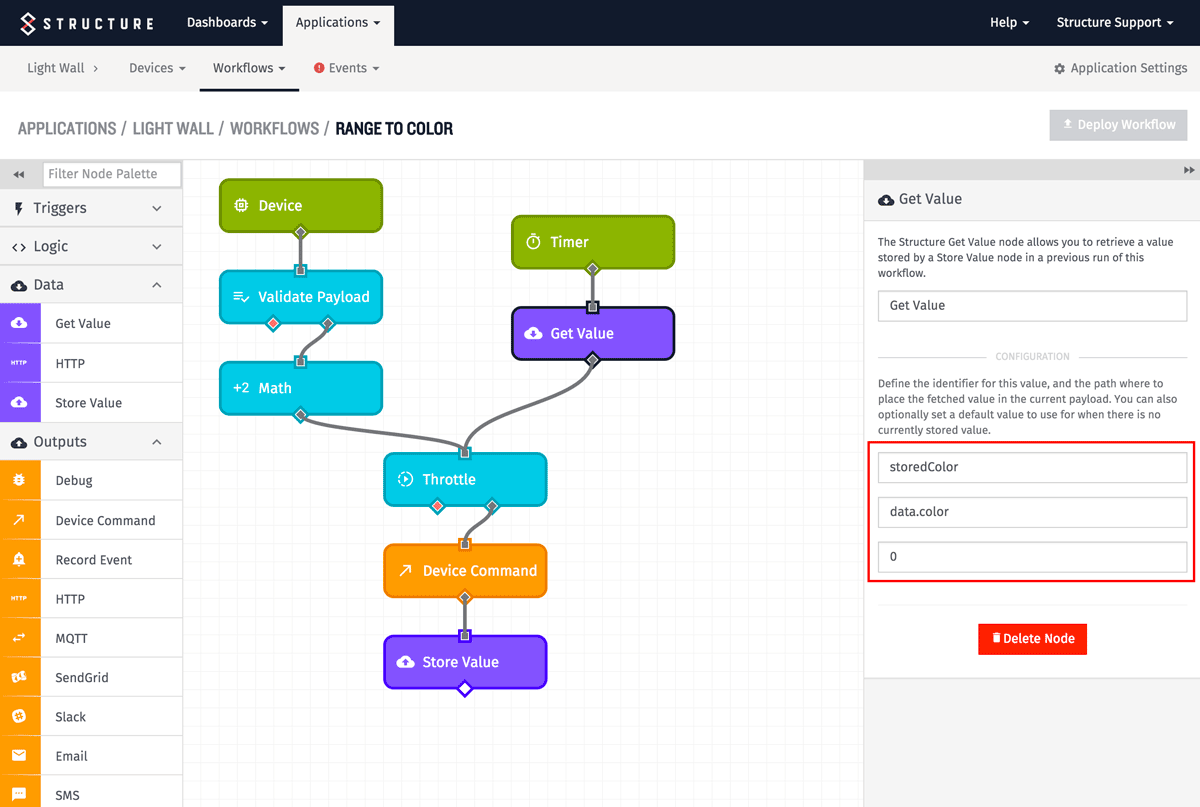 STRUCTURE
Dashboards
Applications
Help
Structure Support
Light Wall
Devices
Workflows
Events
Application Settings
APPLICATIONS / LIGHT WALL / WORKFLOWS / RANGE TO COLOR
Deploy Workflow
Filter Node Palette
Triggers
Logic
Data
Get Value
HTTP HTTP
Store Value
Outputs
Debug
Device Command
Record Event
HTTP HTTP
MQTT
SendGrid
Slack
Email
SMS
Device
Timer
Validate Payload
Get Value
+2 Math
Throttle
Device Command
Store Value
Get Value
The Structure Get Value node allows you to retrieve a value
stored by a Store Value node in a previous run of this
workflow.
Get Value
CONFIGURATION
Define the identifier for this value, and the path where to
place the fetched value in the current payload. You can also
optionally set a default value to use for when there is no
currently stored value.
storedColor
data.color
0
Delete Node